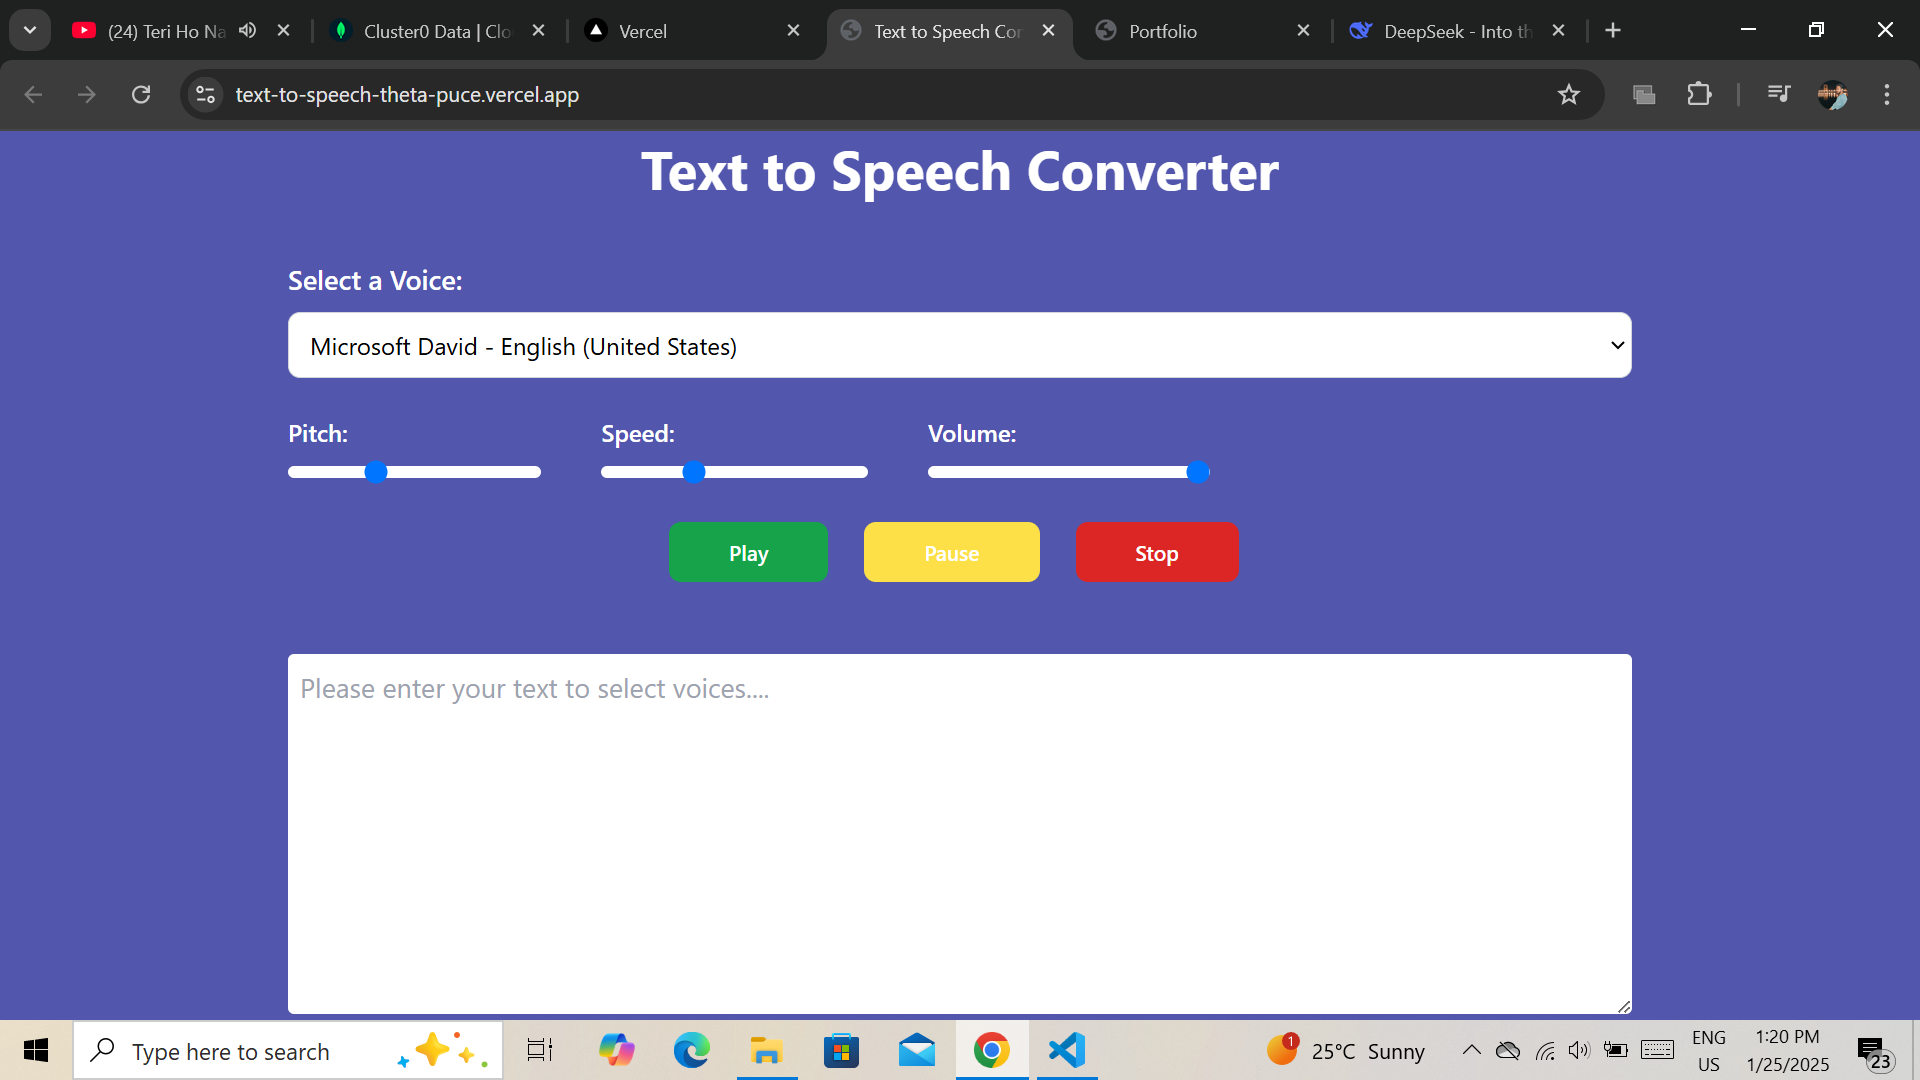 (24) Teri Ho Na
Cluster0 Data | Clo
Vercel
Text to Speech Cor
Portfolio
DeepSeek - Into th
text-to-speech-theta-puce.vercel.app
Text to Speech Converter
Select a Voice:
Microsoft David - English (United States)
Pitch:
Speed:
Volume:
Play
Pause
Stop
Please enter your text to select voices....
Type here to search
1
25°C Sunny
ENG
US
1:20 PM
1/25/2025
23